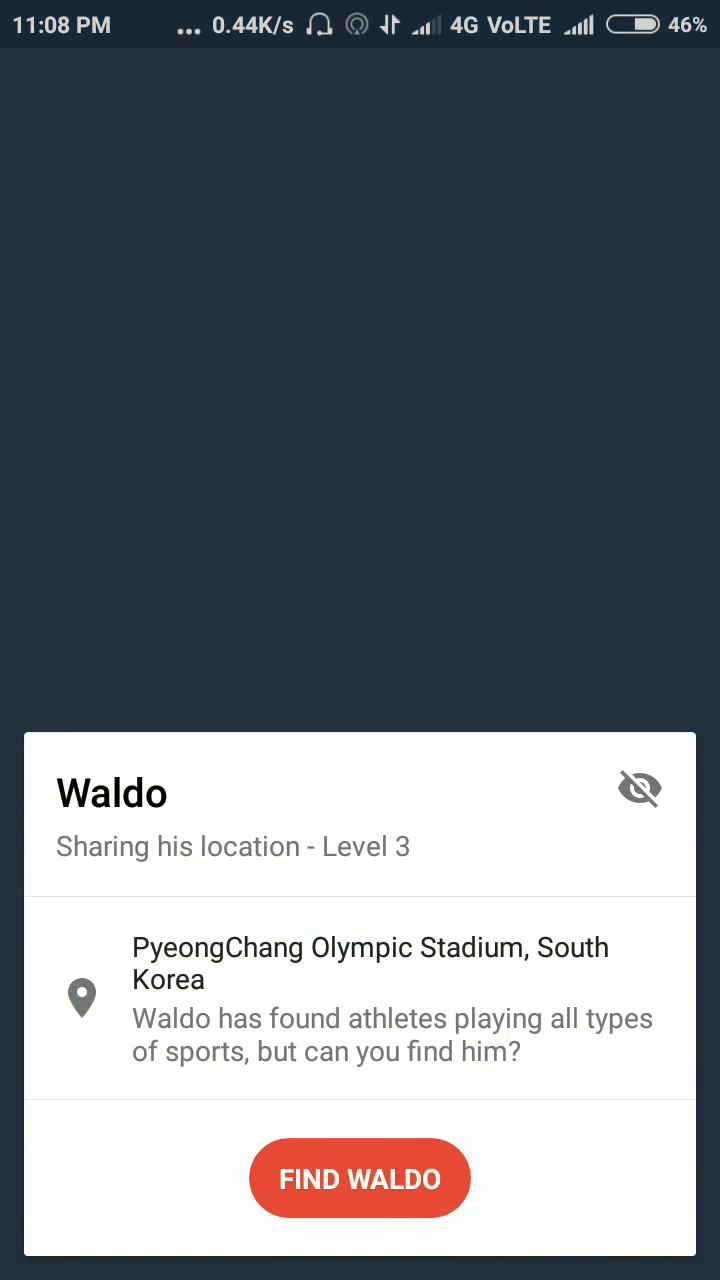 11:08 PM ... 0.44K/s 4G VoLTE 46%
Waldo
Sharing his location - Level 3
PyeongChang Olympic Stadium, South
Korea
Waldo has found athletes playing all types
of sports, but can you find him?
FIND WALDO